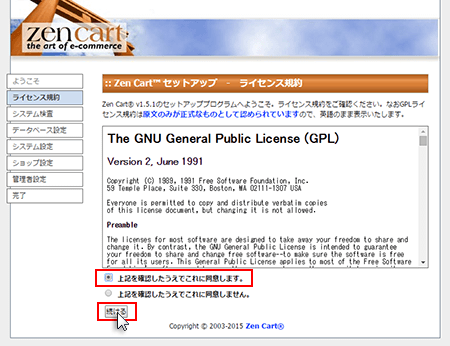 zen cart
the art of e-commerce
ようこそ
ライセンス規約
システム検査
データベース設定
システム設定
ショップ設定
管理者設定
完了
:: Zen Cart™ セットアップ - ライセンス規約
Zen Cart® v1.5.1のセットアッププログラムへようこそ。ライセンス規約をご確認ください。なおGPLライ
センス規約は原文のみが正式なものとして認められていますので、英語のまま表示いたします。
The GNU General Public License (GPL)
Version 2, June 1991
Copyright (C) 1989, 1991 Free Software Foundation, Inc.
59 Temple Place, Suite 330, Boston, MA 02111-1307 USA
Everyone is permitted to copy and distribute verbatim copies
of this license document, but changing it is not allowed.
Preamble
The licenses for most software are designed to take away your freedom to share and
change it. By contrast, the GNU General Public License is intended to guarantee
your freedom to share and change free software--to make sure the software is free
for all its users. This General Public License applies to most of the Free Software
上記を確認したうえでこれに同意します。
上記を確認したうえでこれに同意しません。
続ける
Copyright © 2003-2015 Zen Cart®